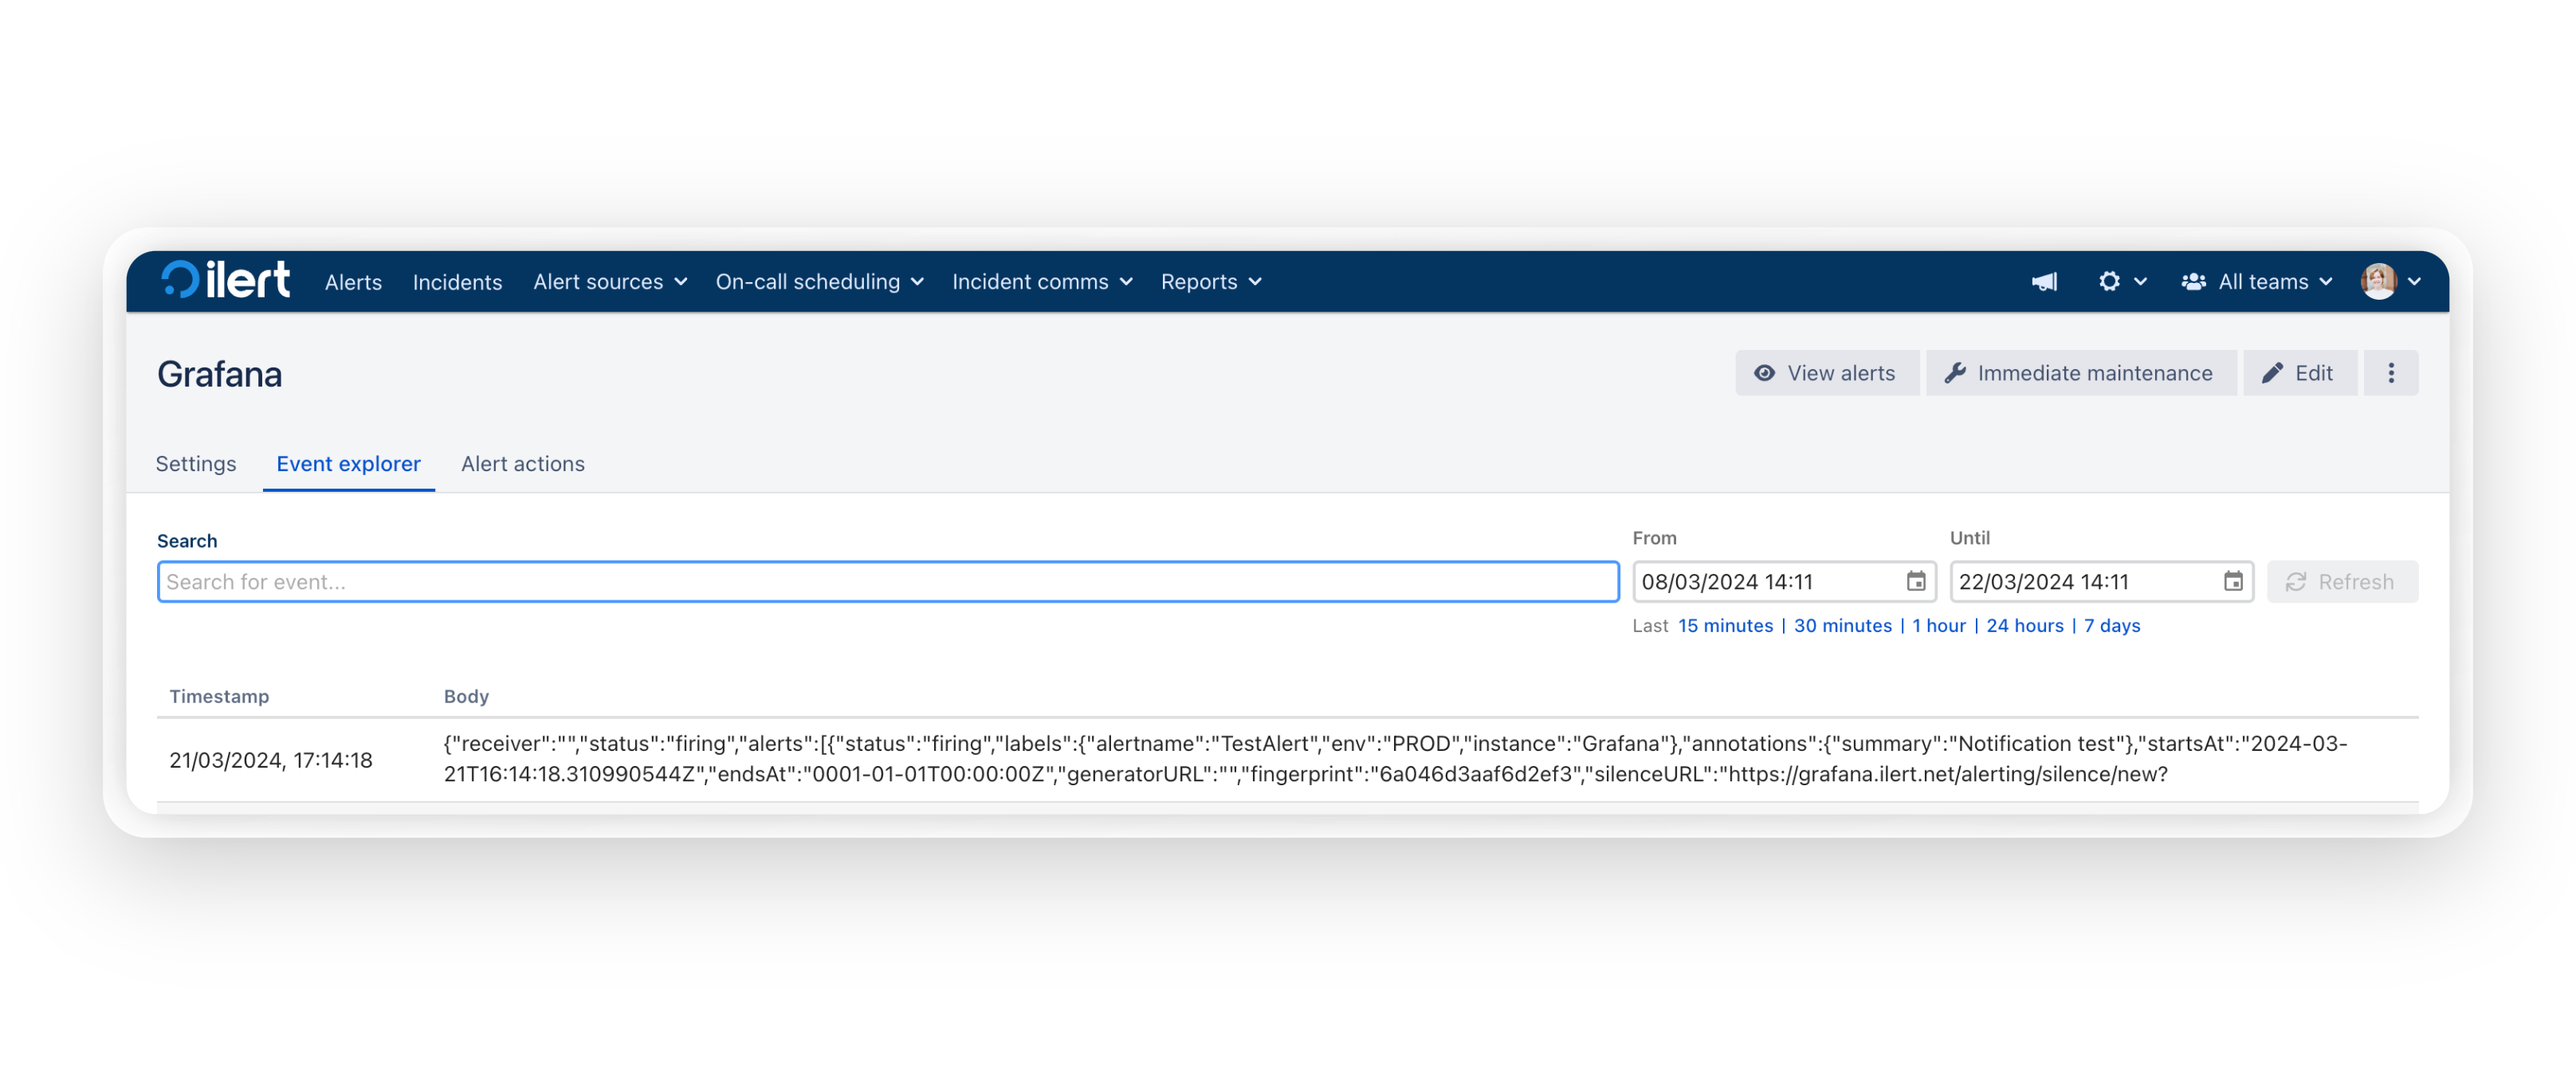 ilert Alerts Incidents Alert sources On-call scheduling Incident comms Reports All teams
Grafana View alerts Immediate maintenance Edit
Settings Event explorer Alert actions
Search From Until
Search for event... 08/03/2024 14:11 22/03/2024 14:11 Refresh
Last 15 minutes | 30 minutes | 1 hour | 24 hours | 7 days
Timestamp Body
21/03/2024, 17:14:18 {"receiver":"","status":"firing","alerts":[{"status":"firing","labels":{"alertname":"TestAlert","env":"PROD","instance":"Grafana"},"annotations":{"summary":"Notification test"},"startsAt":"2024-03-
21T16:14:18.310990544Z","endsAt":"0001-01-01T00:00:00Z","generatorURL":"","fingerprint":"6a046d3aaf6d2ef3","silenceURL":"https://grafana.ilert.net/alerting/silence/new?